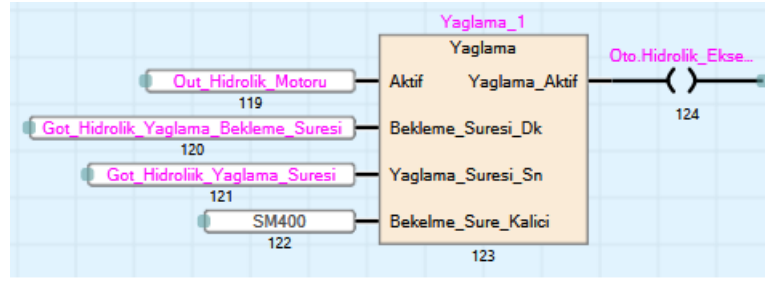 Yaglama_1
Yaglama
Oto.Hidrolik_Ekse...
Out_Hidrolik_Motoru
Aktif
Yaglama_Aktif
119
124
Got_Hidrolik_Yaglama_Bekleme_Suresi
Bekleme_Suresi_Dk
120
Got_Hidroliik_Yaglama_Suresi
Yaglama_Suresi_Sn
121
SM400
Bekelme_Sure_Kalici
122
123